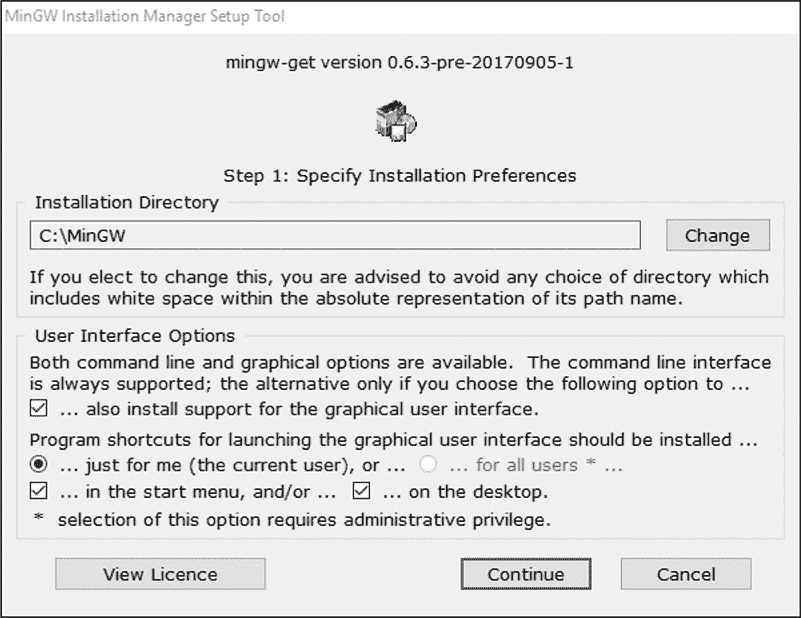 MinGW Installation Manager Setup Tool
mingw-get version 0.6.3-pre-20170905-1
Step 1: Specify Installation Preferences
Installation Directory
C:\MinGW Change
If you elect to change this, you are advised to avoid any choice of directory which
includes white space within the absolute representation of its path name.
User Interface Options
Both command line and graphical options are available. The command line interface
is always supported; the alternative only if you choose the following option to ...
... also install support for the graphical user interface.
Program shortcuts for launching the graphical user interface should be installed ...
... just for me (the current user), or ... ... for all users * ...
... in the start menu, and/or ... ... on the desktop.
* selection of this option requires administrative privilege.
View Licence Continue Cancel